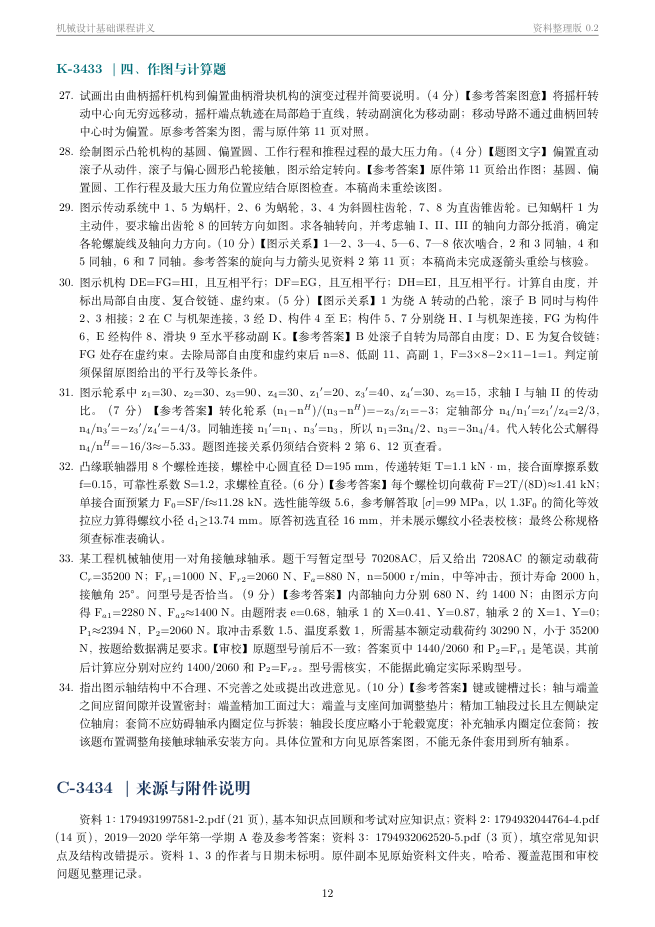 机械设计基础课程讲义
资料整理版 0.2
K-3433 | 四、作图与计算题
27. 试画出由曲柄摇杆机构到偏置曲柄滑块机构的演变过程并简要说明。（4 分）【参考答案图意】将摇杆转
动中心向无穷远移动，摇杆端点轨迹在局部趋于直线，转动副演化为移动副；移动导路不通过曲柄回转
中心时为偏置。原参考答案为图，需与原件第 11 页对照。
28. 绘制图示凸轮机构的基圆、偏置圆、工作行程和推程过程的最大压力角。（4 分）【题图文字】偏置直动
滚子从动件，滚子与偏心圆形凸轮接触，图示给定转向。【参考答案】原件第 11 页给出作图；基圆、偏
置圆、工作行程及最大压力角位置应结合原图检查。本稿尚未重绘该图。
29. 图示传动系统中 1、5 为蜗杆，2、6 为蜗轮，3、4 为斜圆柱齿轮，7、8 为直齿锥齿轮。已知蜗杆 1 为
主动件，要求输出齿轮 8 的回转方向如图。求各轴转向，并考虑轴 I、II、III 的轴向力部分抵消，确定
各轮螺旋线及轴向力方向。（10 分）【图示关系】1—2、3—4、5—6、7—8 依次啮合，2 和 3 同轴，4 和
5 同轴，6 和 7 同轴。参考答案的旋向与力箭头见资料 2 第 11 页；本稿尚未完成逐箭头重绘与核验。
30. 图示机构 DE=FG=HI，且互相平行；DF=EG，且互相平行；DH=EI，且互相平行。计算自由度，并
标出局部自由度、复合铰链、虚约束。（5 分）【图示关系】1 为绕 A 转动的凸轮，滚子 B 同时与构件
2、3 相接；2 在 C 与机架连接，3 经 D、构件 4 至 E；构件 5、7 分别绕 H、I 与机架连接，FG 为构件
6，E 经构件 8、滑块 9 至水平移动副 K。【参考答案】B 处滚子自转为局部自由度；D、E 为复合铰链；
FG 处存在虚约束。去除局部自由度和虚约束后 n=8、低副 11、高副 1，F=3×8−2×11−1=1。判定前
须保留原图给出的平行及等长条件。
31. 图示轮系中 z₁=30、z₂=30、z₃=90、z₄=30、z₁′=20、z₃′=40、z₄′=30、z₅=15，求轴 I 与轴 II 的传动
比。（7 分）【参考答案】转化轮系 (n₁−nᴴ)/(n₃−nᴴ)=−z₃/z₁=−3；定轴部分 n₄/n₁′=z₁′/z₄=2/3，
n₄/n₃′=−z₃′/z₄′=−4/3。同轴连接 n₁′=n₁、n₃′=n₃，所以 n₁=3n₄/2、n₃=−3n₄/4。代入转化公式解得
n₄/nᴴ=−16/3≈−5.33。题图连接关系仍须结合资料 2 第 6、12 页查看。
32. 凸缘联轴器用 8 个螺栓连接，螺栓中心圆直径 D=195 mm，传递转矩 T=1.1 kN · m，接合面摩擦系数
f=0.15，可靠性系数 S=1.2，求螺栓直径。（6 分）【参考答案】每个螺栓切向载荷 F=2T/(8D)≈1.41 kN；
单接合面预紧力 F₀=SF/f≈11.28 kN。选性能等级 5.6，参考解答取 [σ]=99 MPa，以 1.3F₀ 的简化等效
拉应力算得螺纹小径 d₁≥13.74 mm。原答初选直径 16 mm，并未展示螺纹小径表校核；最终公称规格
须查标准表确认。
33. 某工程机械轴使用一对角接触球轴承。题干写暂定型号 70208AC，后又给出 7208AC 的额定动载荷
Cᵣ=35200 N；Fᵣ₁=1000 N、Fᵣ₂=2060 N、Fₐ=880 N，n=5000 r/min，中等冲击，预计寿命 2000 h，
接触角 25°。问型号是否恰当。（9 分）【参考答案】内部轴向力分别 680 N、约 1400 N；由图示方向
得 Fₐ₁=2280 N、Fₐ₂≈1400 N。由题附表 e=0.68，轴承 1 的 X=0.41、Y=0.87，轴承 2 的 X=1、Y=0；
P₁≈2394 N，P₂=2060 N。取冲击系数 1.5、温度系数 1，所需基本额定动载荷约 30290 N，小于 35200
N，按题给数据满足要求。【审校】原题型号前后不一致；答案页中 1440/2060 和 P₂=Fᵣ₁ 是笔误，其前
后计算应分别对应约 1400/2060 和 P₂=Fᵣ₂。型号需核实，不能据此确定实际采购型号。
34. 指出图示轴结构中不合理、不完善之处或提出改进意见。（10 分）【参考答案】键或键槽过长；轴与端盖
之间应留间隙并设置密封；端盖精加工面过大；端盖与支座间加调整垫片；精加工轴段过长且左侧缺定
位轴肩；套筒不应妨碍轴承内圈定位与拆装；轴段长度应略小于轮毂宽度；补充轴承内圈定位套筒；按
该题布置调整角接触球轴承安装方向。具体位置和方向见原答案图，不能无条件套用到所有轴系。
C-3434 | 来源与附件说明
资料 1：1794931997581-2.pdf（21 页），基本知识点回顾和考试对应知识点；资料 2：1794932044764-4.pdf
（14 页），2019—2020 学年第一学期 A 卷及参考答案；资料 3：1794932062520-5.pdf（3 页），填空常见知识
点及结构改错提示。资料 1、3 的作者与日期未标明。原件副本见原始资料文件夹，哈希、覆盖范围和审校
问题见整理记录。
12